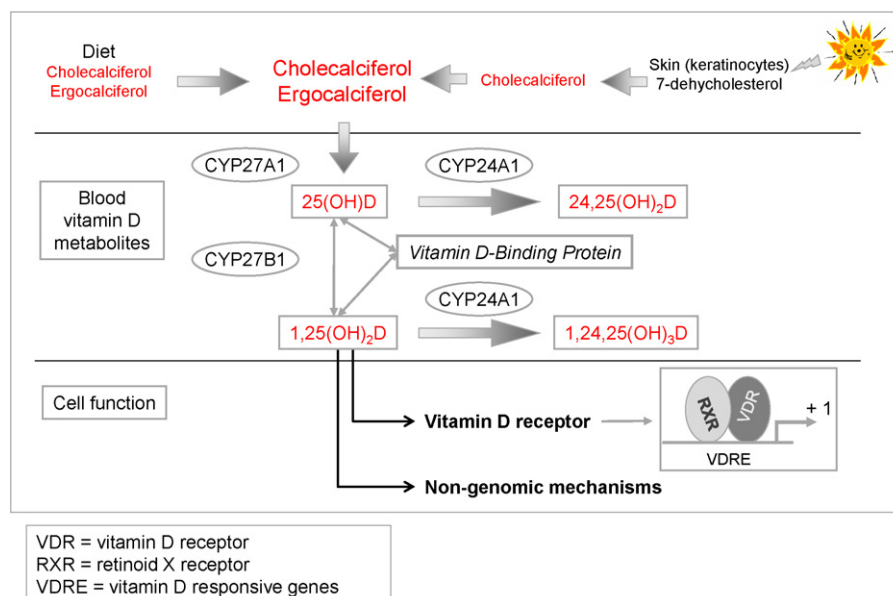 Diet
Cholecalciferol
Ergocalciferol
Cholecalciferol
Ergocalciferol
Cholecalciferol
Skin (keratinocytes)
7-dehycholesterol
Blood
vitamin D
metabolites
CYP27A1
CYP24A1
25(OH)D
24,25(OH)₂D
CYP27B1
Vitamin D-Binding Protein
CYP24A1
1,25(OH)₂D
1,24,25(OH)₃D
Cell function
Vitamin D receptor
RXR
VDR
+ 1
VDRE
Non-genomic mechanisms
VDR = vitamin D receptor
RXR = retinoid X receptor
VDRE = vitamin D responsive genes